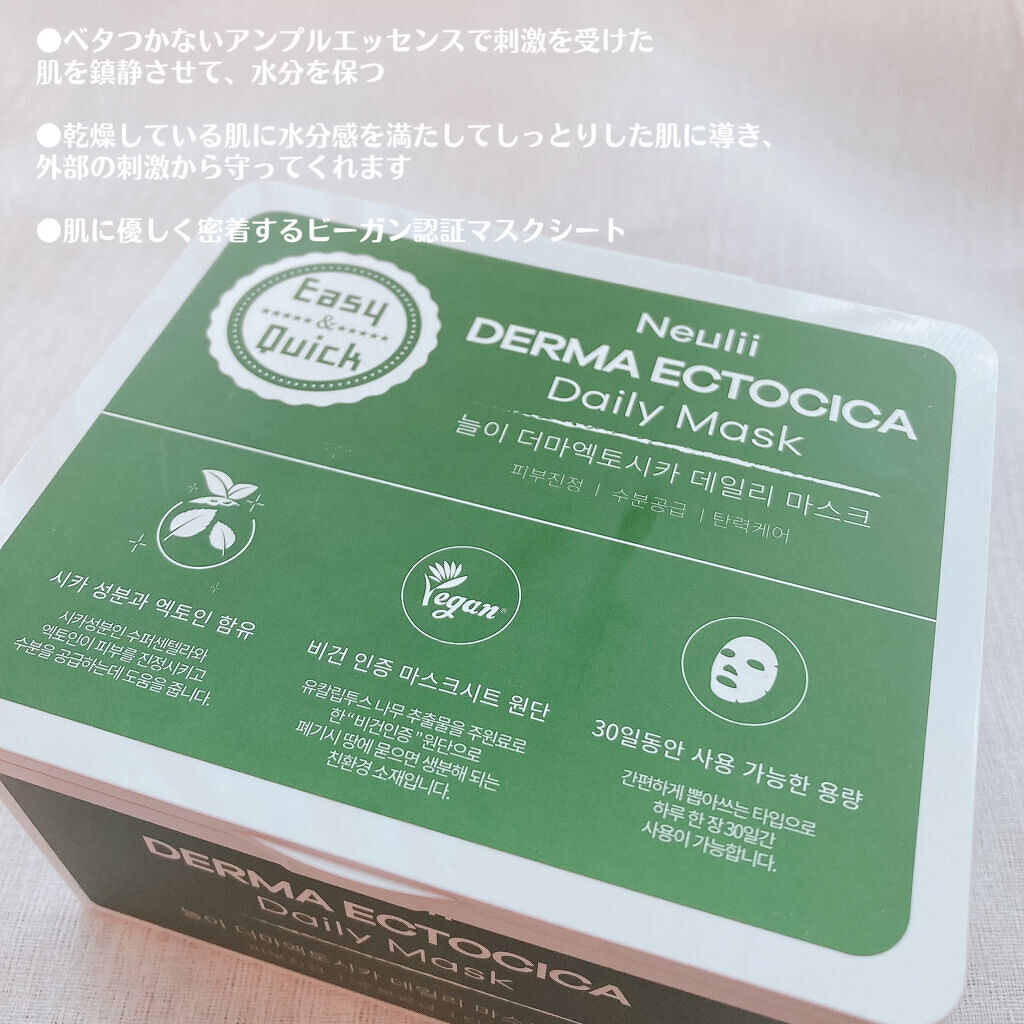 ●ベタつかないアンプルエッセンスで刺激を受けた
肌を鎮静させて、水分を保つ
●乾燥している肌に水分感を満たしてしっとりした肌に導き、
外部の刺激から守ってくれます
●肌に優しく密着するビーガン認証マスクシート
Easy
&
Quick
Neulii
DERMA ECTOCICA
Daily Mask
늘이 더마엑토시카 데일리 마스크
피부진정 | 수분공급 | 탄력케어
시카 성분과 엑토인 함유
시카성분인 수퍼센텔라와
엑토인이 피부를 진정시키고
수분을 공급하는데 도움을 줍니다.
Vegan®
비건 인증 마스크시트 원단
유칼립투스 나무 추출물을 주원료로
한 “비건인증” 원단으로
폐기시 땅에 묻으면 생분해 되는
친환경 소재입니다.
30일동안 사용 가능한 용량
간편하게 뽑아쓰는 타입으로
하루 한 장 30일간
사용이 가능합니다.
DERMA ECTOCICA
Daily Mask
늘이 더마엑토시카 데일리 마스크